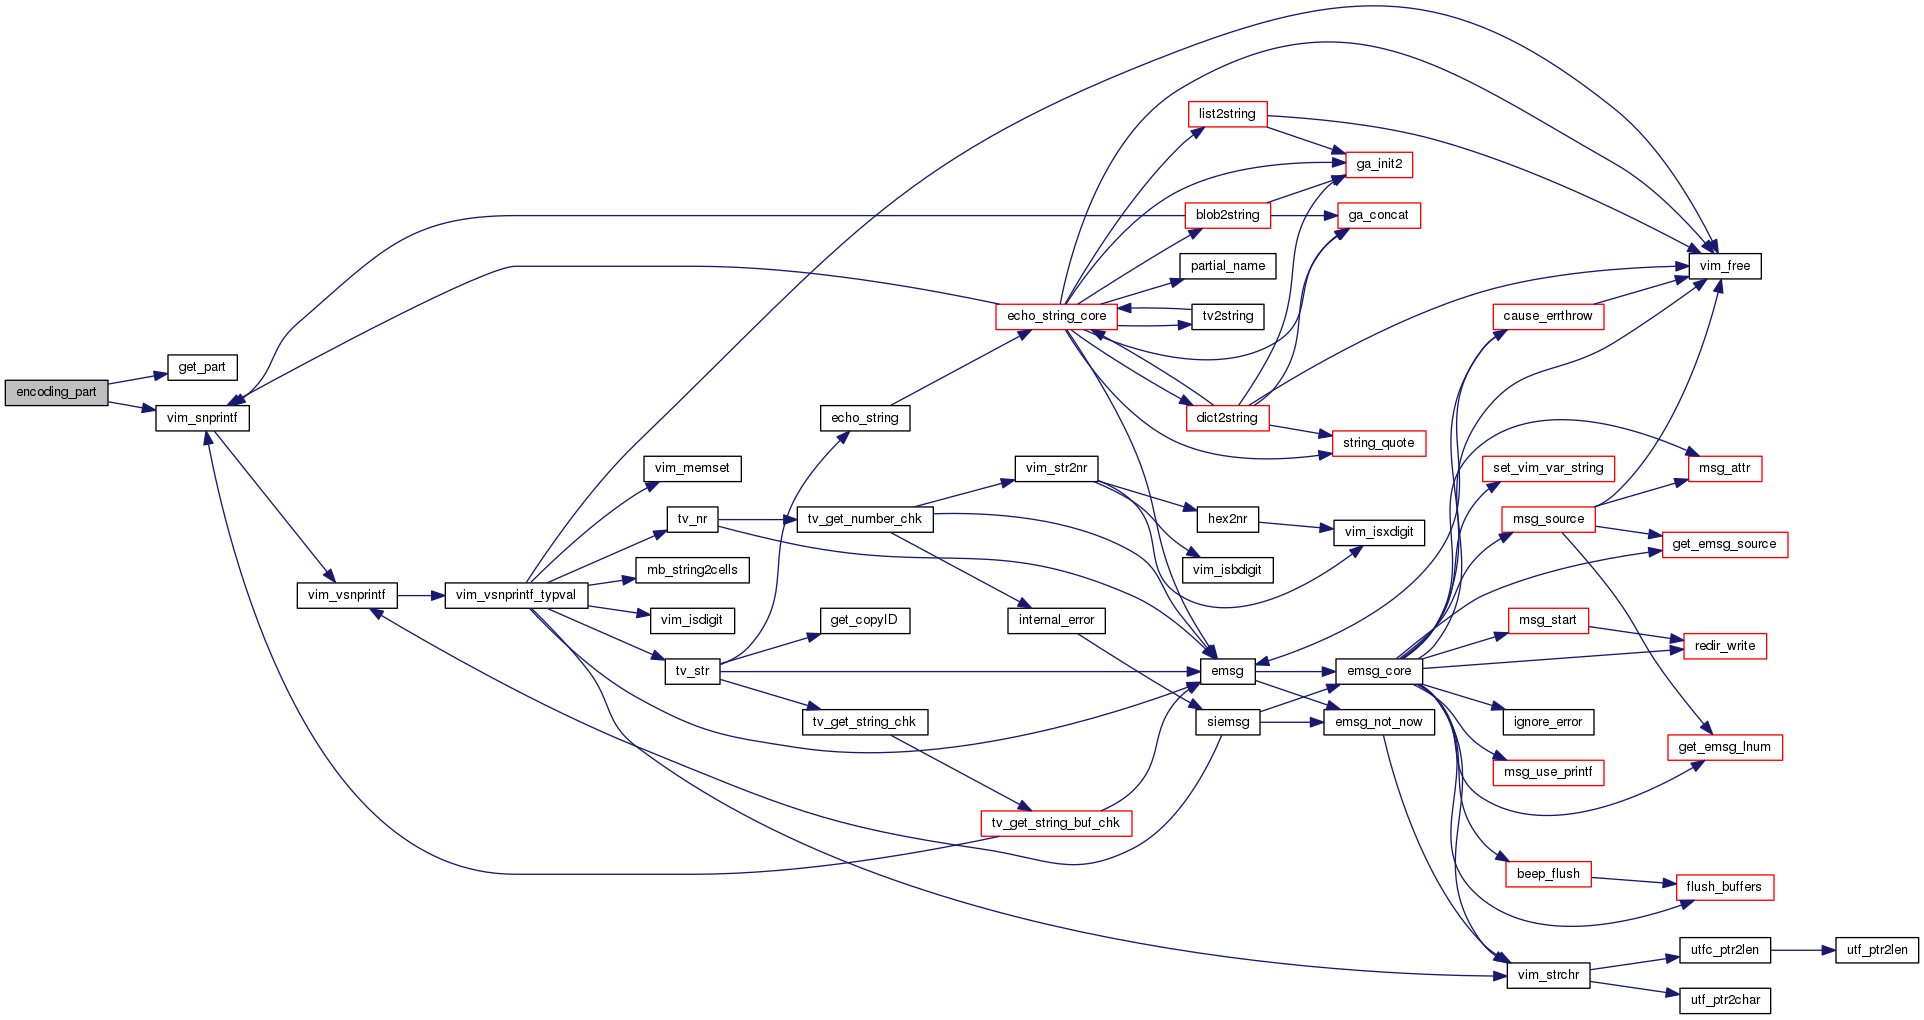 encoding_part
get_part
vim_snprintf
vim_vsnprintf
vim_vsnprintf_typval
vim_memset
tv_nr
mb_string2cells
vim_isdigit
tv_str
echo_string
tv_get_number_chk
get_copyID
tv_get_string_chk
echo_string_core
vim_str2nr
internal_error
tv_get_string_buf_chk
list2string
blob2string
partial_name
tv2string
dict2string
hex2nr
vim_isbdigit
emsg
siemsg
ga_init2
ga_concat
string_quote
vim_isxdigit
emsg_core
emsg_not_now
cause_errthrow
set_vim_var_string
msg_source
msg_start
ignore_error
msg_use_printf
beep_flush
vim_strchr
vim_free
msg_attr
get_emsg_source
redir_write
get_emsg_lnum
flush_buffers
utfc_ptr2len
utf_ptr2char
utf_ptr2len